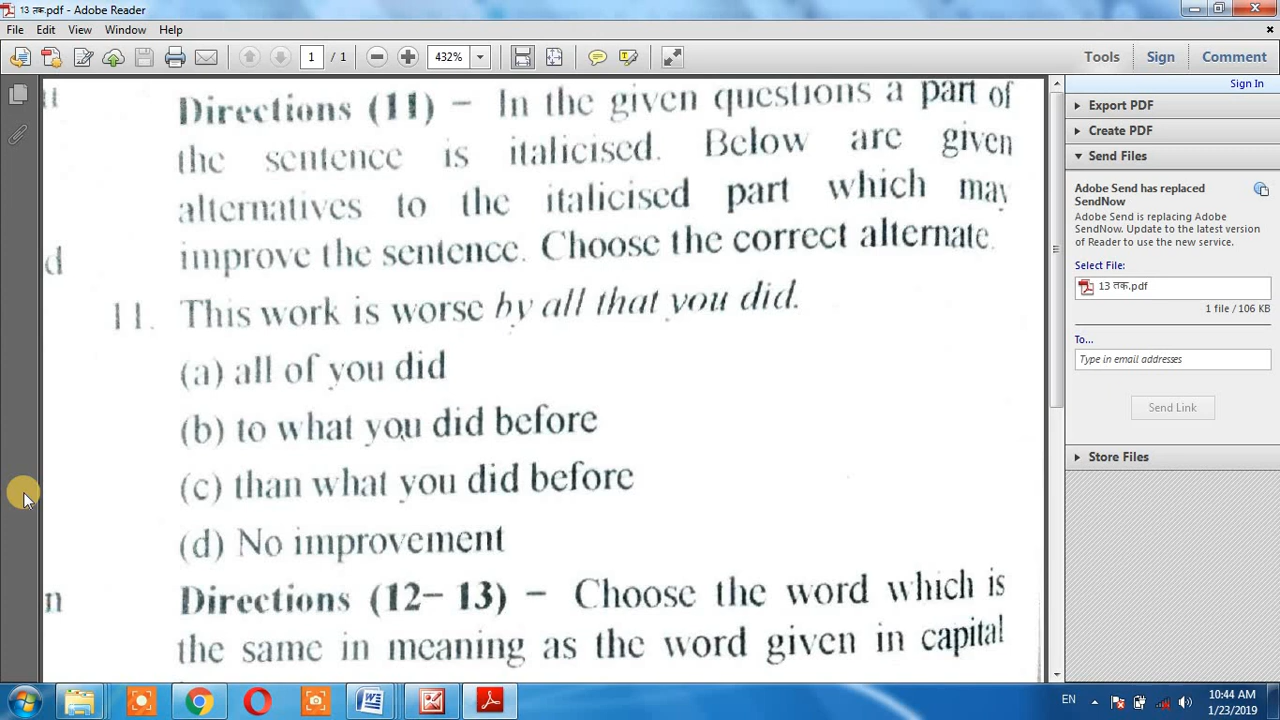 13 तक.pdf - Adobe Reader
File Edit View Window Help
1 / 1 432% Tools Sign Comment
Sign In
Export PDF
Create PDF
Send Files
Adobe Send has replaced
SendNow
Adobe Send is replacing Adobe
SendNow. Update to the latest version
of Reader to use the new service.
Select File:
13 तक.pdf
1 file / 106 KB
To...
Type in email addresses
Send Link
Store Files
d
n
Directions (11) – In the given questions a part of
the sentence is italicised. Below are given
alternatives to the italicised part which may
improve the sentence. Choose the correct alternate.
11. This work is worse by all that you did.
(a) all of you did
(b) to what you did before
(c) than what you did before
(d) No improvement
Directions (12– 13) – Choose the word which is
the same in meaning as the word given in capital
EN 10:44 AM
1/23/2019